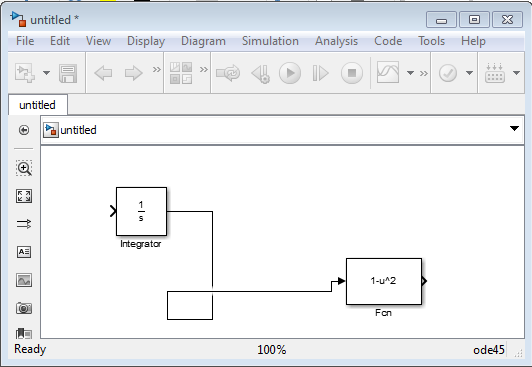 untitled *
File Edit View Display Diagram Simulation Analysis Code Tools Help
untitled
untitled
1
s
Integrator
1-u^2
Fcn
Ready 100% ode45